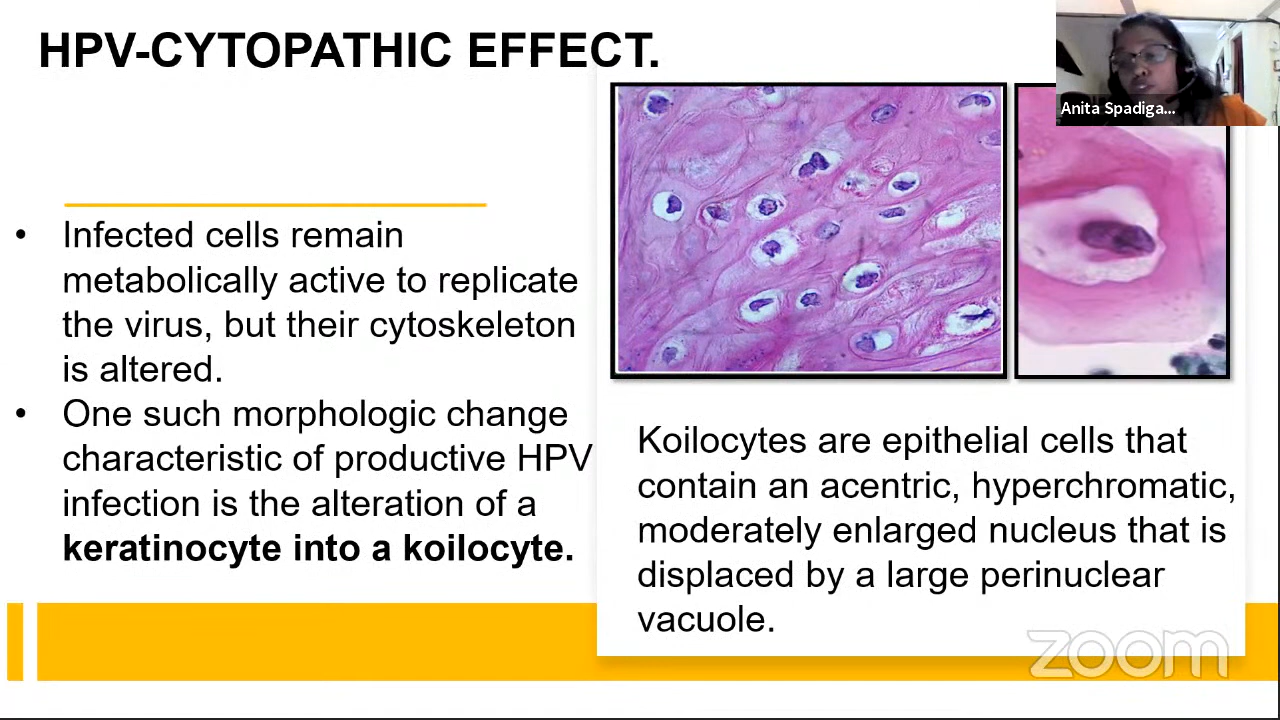 HPV-CYTOPATHIC EFFECT.
Anita Spadiga...
• Infected cells remain
metabolically active to replicate
the virus, but their cytoskeleton
is altered.
• One such morphologic change
characteristic of productive HPV
infection is the alteration of a
keratinocyte into a koilocyte.
Koilocytes are epithelial cells that
contain an acentric, hyperchromatic,
moderately enlarged nucleus that is
displaced by a large perinuclear
vacuole.
zoom